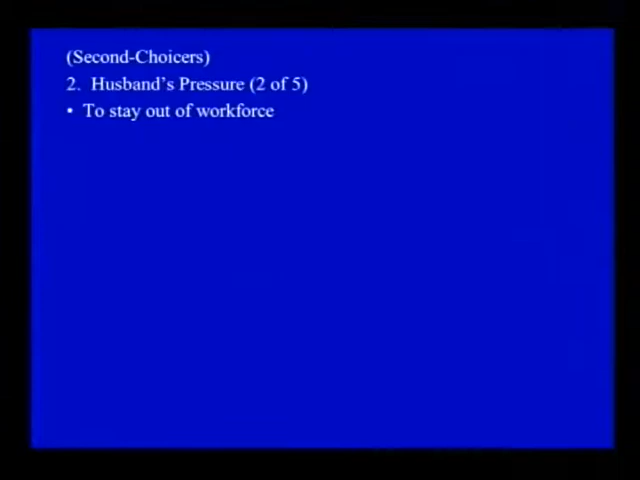 (Second-Choicers)
2. Husband's Pressure (2 of 5)
• To stay out of workforce